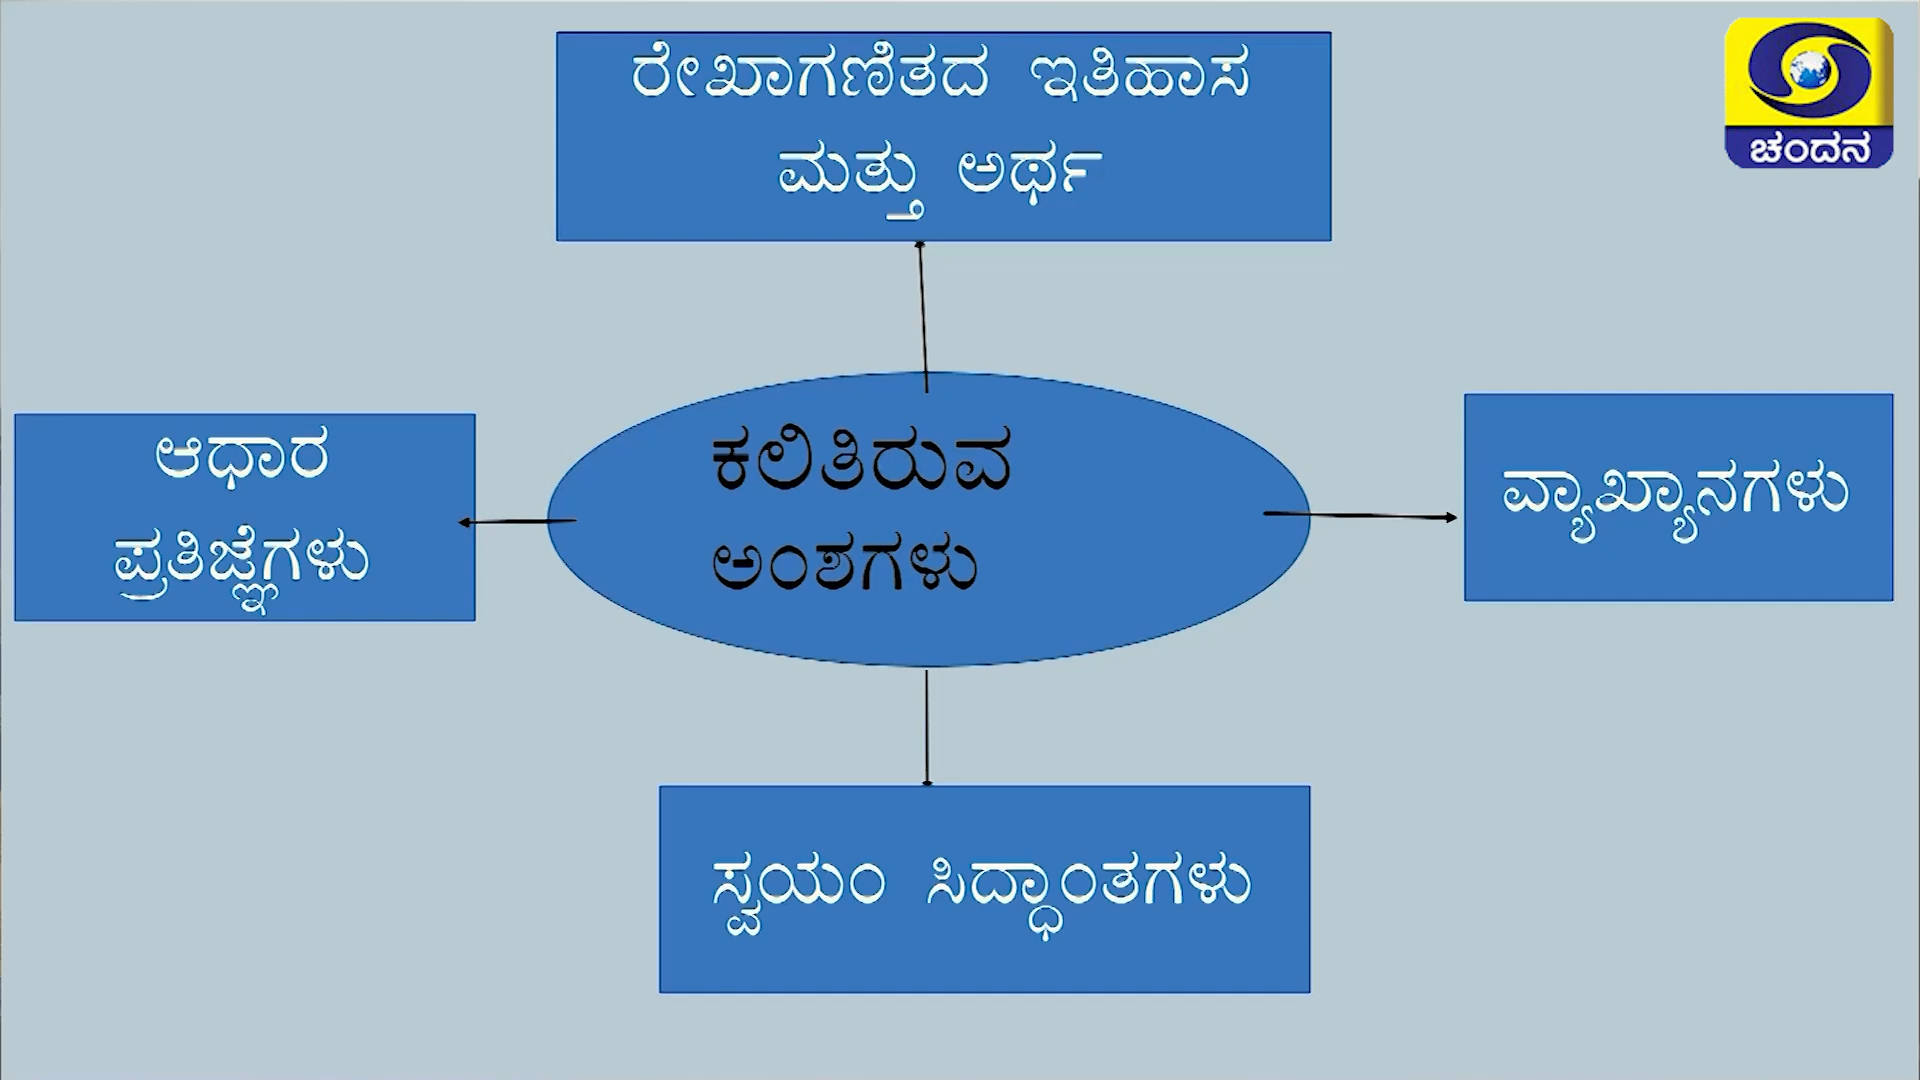 ರೇಖಾಗಣಿತದ ಇತಿಹಾಸ
ಮತ್ತು ಅರ್ಥ
ಚಂದನ
ಆಧಾರ
ಪ್ರತಿಜ್ಞೆಗಳು
ಕಲಿತಿರುವ
ಅಂಶಗಳು
ವ್ಯಾಖ್ಯಾನಗಳು
ಸ್ವಯಂ ಸಿದ್ಧಾಂತಗಳು